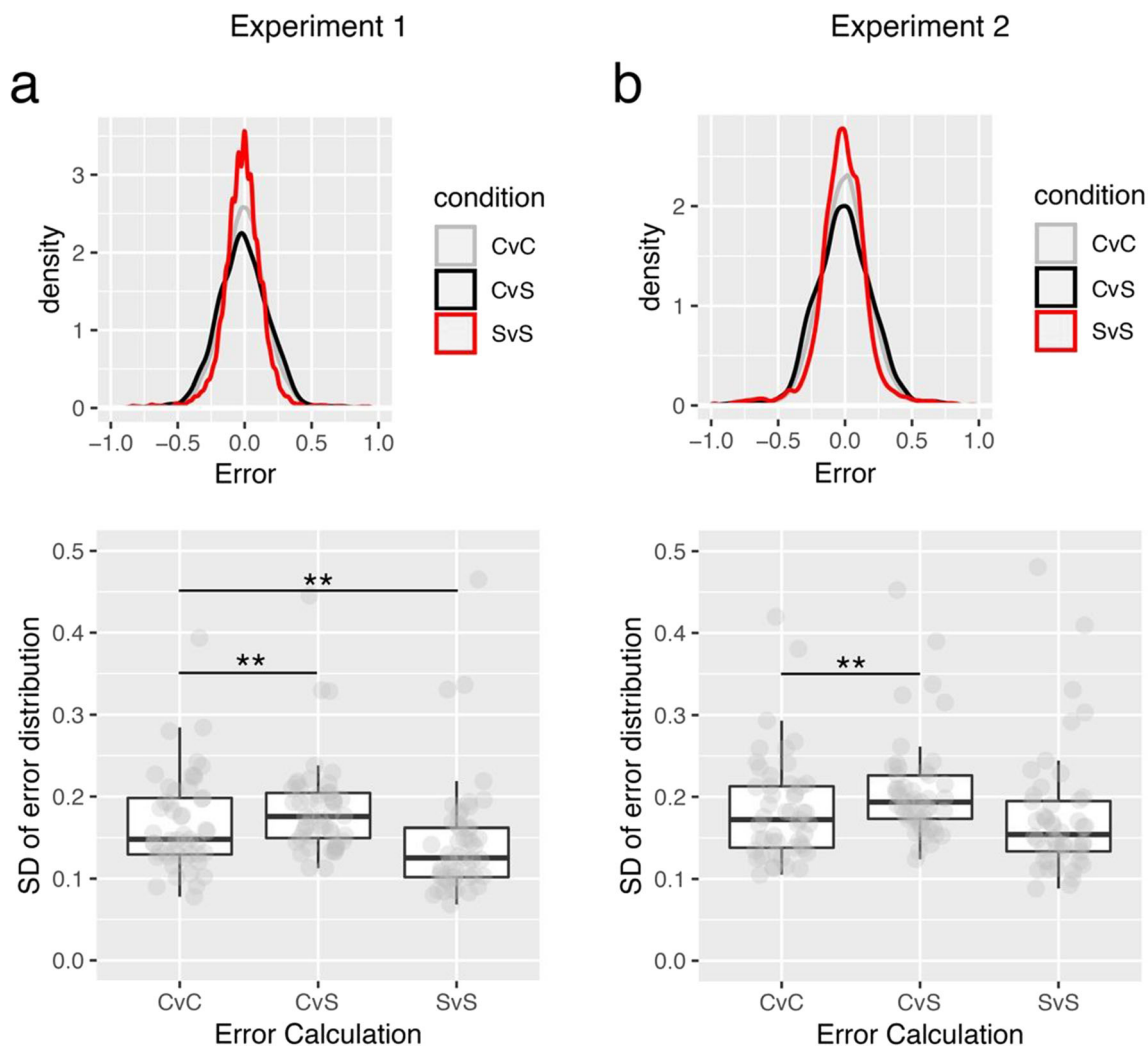 Experiment 1
Experiment 2
a
b
density
3
2
1
0
−1.0 −0.5 0.0 0.5 1.0
Error
condition
CvC
CvS
SvS
density
2
1
0
−1.0 −0.5 0.0 0.5 1.0
Error
condition
CvC
CvS
SvS
SD of error distribution
0.5
0.4
0.3
0.2
0.1
0.0
**
**
CvC CvS SvS
Error Calculation
SD of error distribution
0.5
0.4
0.3
0.2
0.1
0.0
**
CvC CvS SvS
Error Calculation